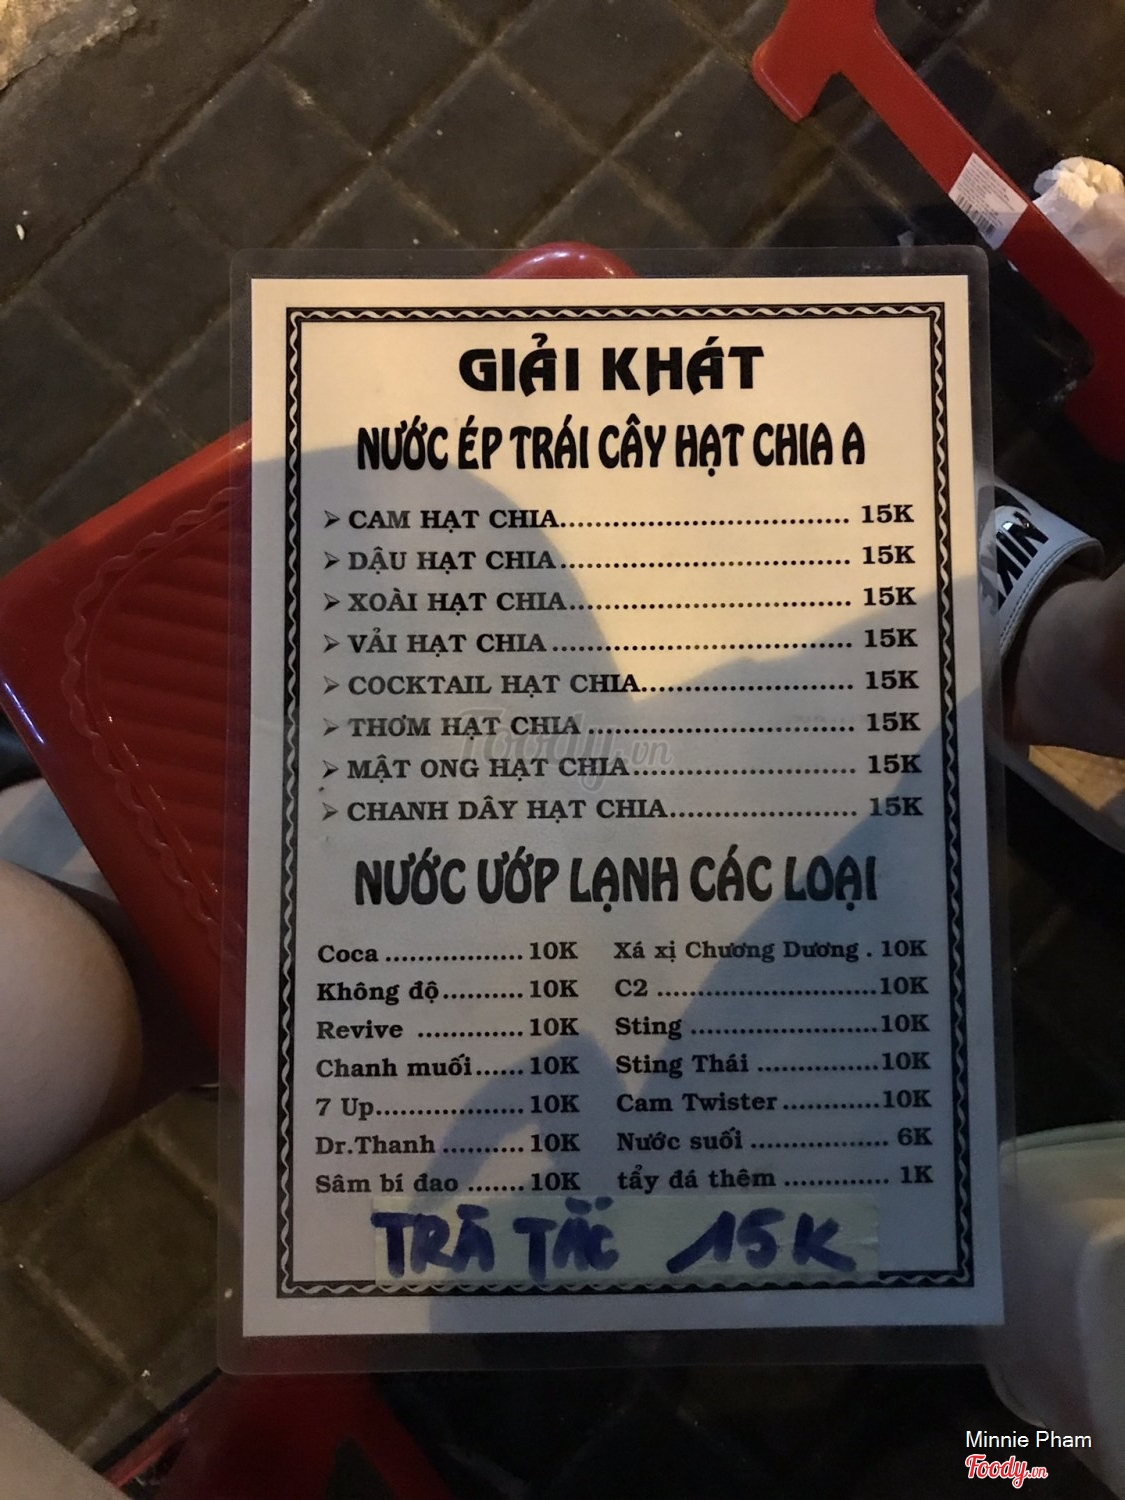 GIẢI KHÁT
NƯỚC ÉP TRÁI CÂY HẠT CHIA A
➢ CAM HẠT CHIA.................................. 15K
➢ DẬU HẠT CHIA.................................. 15K
➢ XOÀI HẠT CHIA.................................. 15K
➢ VẢI HẠT CHIA.................................... 15K
➢ COCKTAIL HẠT CHIA......................... 15K
➢ THƠM HẠT CHIA ............................... 15K
➢ MẬT ONG HẠT CHIA.......................... 15K
➢ CHANH DÂY HẠT CHIA...................... 15K
NƯỚC ƯỚP LẠNH CÁC LOẠI
Coca ................. 10K Xá xị Chương Dương . 10K
Không độ.......... 10K C2 ...........................10K
Revive ............. 10K Sting .......................10K
Chanh muối...... 10K Sting Thái ...............10K
7 Up.................. 10K Cam Twister............10K
Dr.Thanh .......... 10K Nước suối ................. 6K
Sâm bí đao ....... 10K tẩy đá thêm ............. 1K
TRÀ TẮC 15K
Foody.vn
NIKE
Minnie Pham
Foody.vn